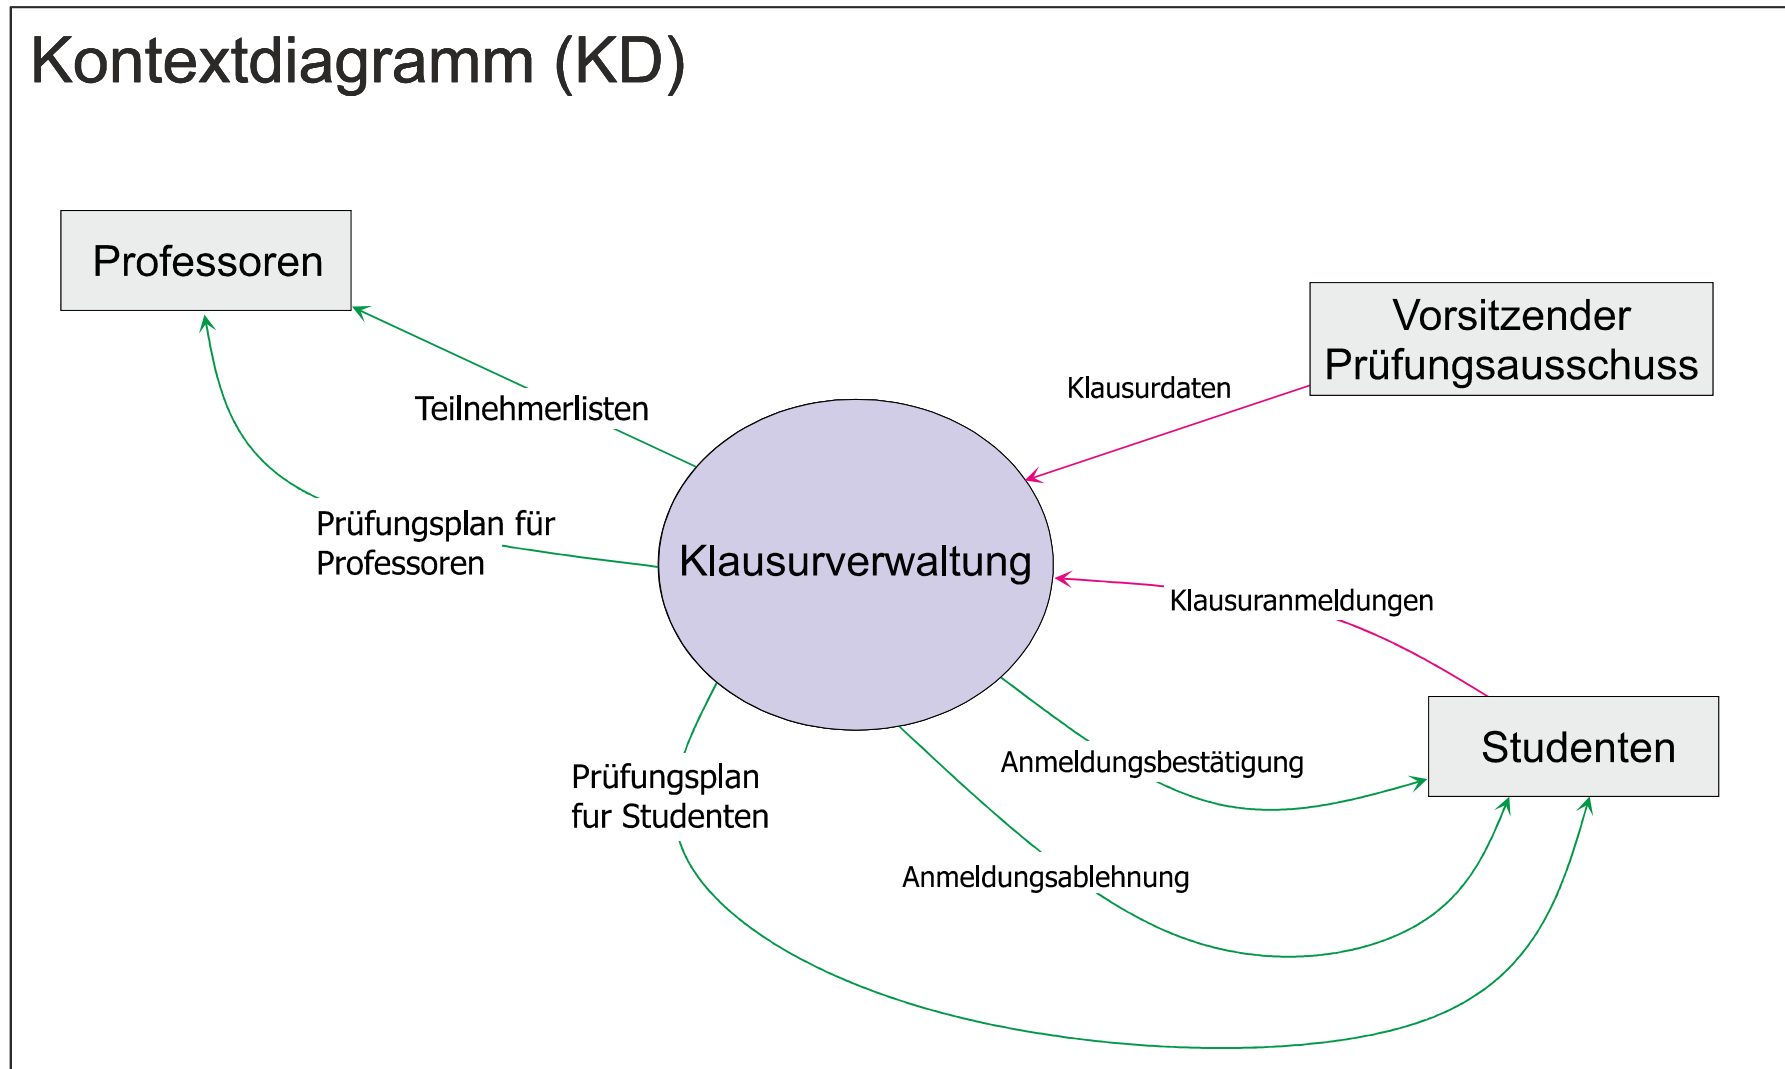 Kontextdiagramm (KD)
Professoren
Vorsitzender
Prüfungsausschuss
Klausurdaten
Teilnehmerlisten
Prüfungsplan für
Professoren
Klausurverwaltung
Klausuranmeldungen
Studenten
Anmeldungsbestätigung
Prüfungsplan
fur Studenten
Anmeldungsablehnung